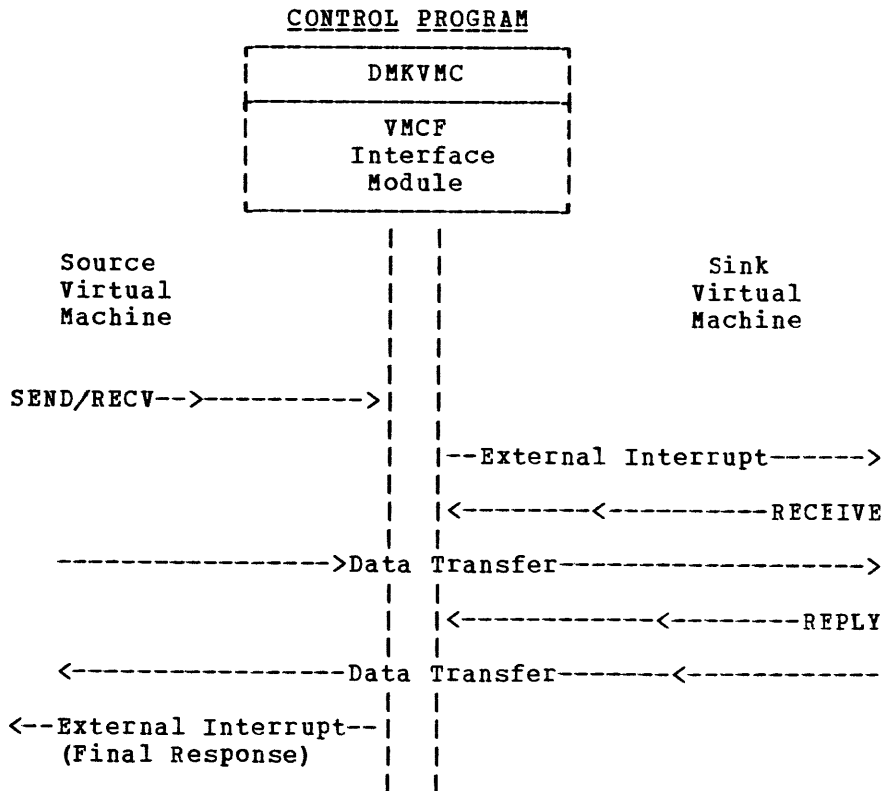 CONTROL PROGRAM
DMKVMC
VMCF
Interface
Module
Source
Virtual
Machine
Sink
Virtual
Machine
SEND/RECV-->---------->
--External Interrupt------>
<--------<----------RECEIVE
----------------->Data Transfer------------------->
<------------<--------REPLY
<-----------------Data Transfer-------<------------
<--External Interrupt--
(Final Response)